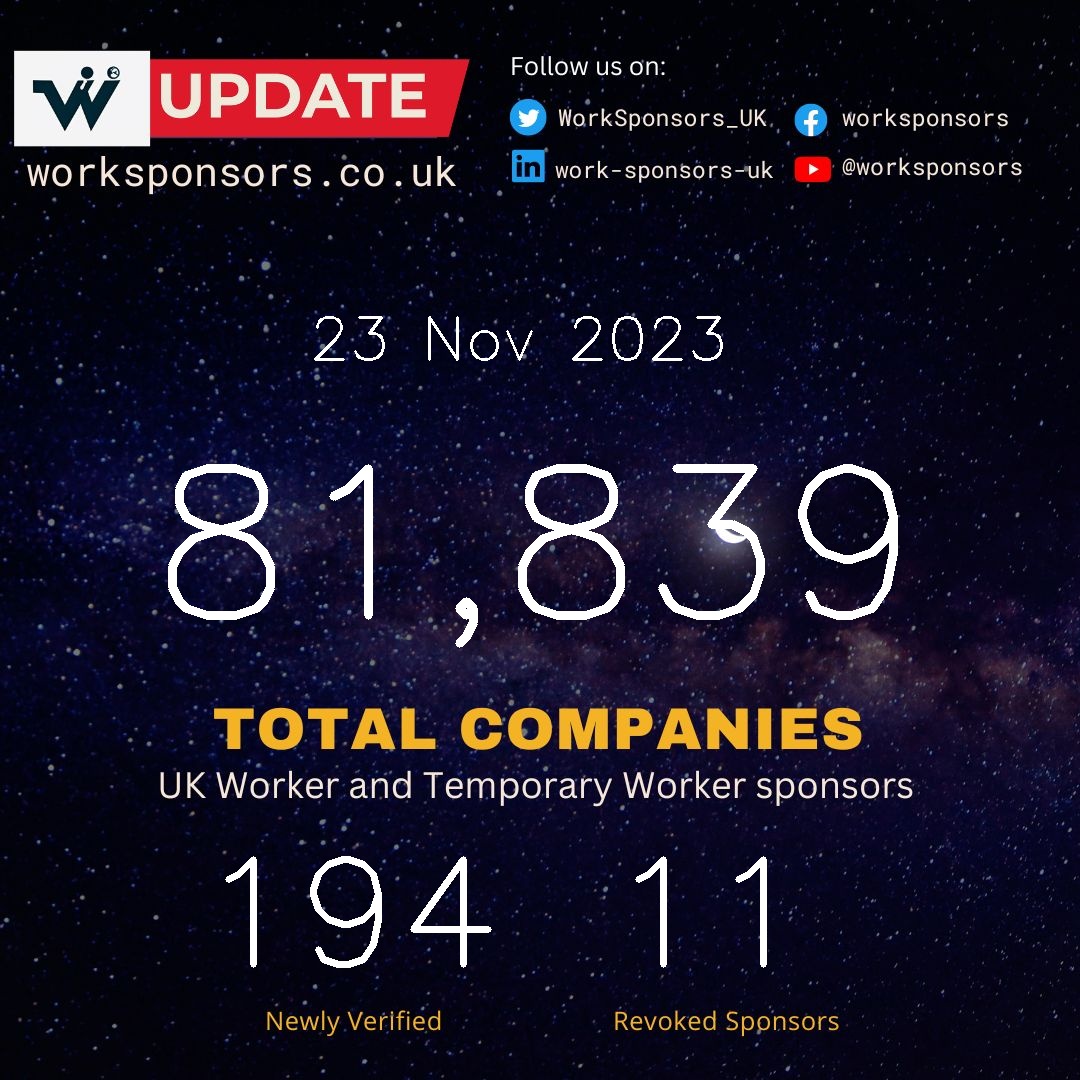 UPDATE
worksponsors.co.uk
Follow us on:
WorkSponsors_UK
worksponsors
work-sponsors-uk
@worksponsors
23 Nov 2023
81,839
TOTAL COMPANIES
UK Worker and Temporary Worker sponsors
194 11
Newly Verified Revoked Sponsors